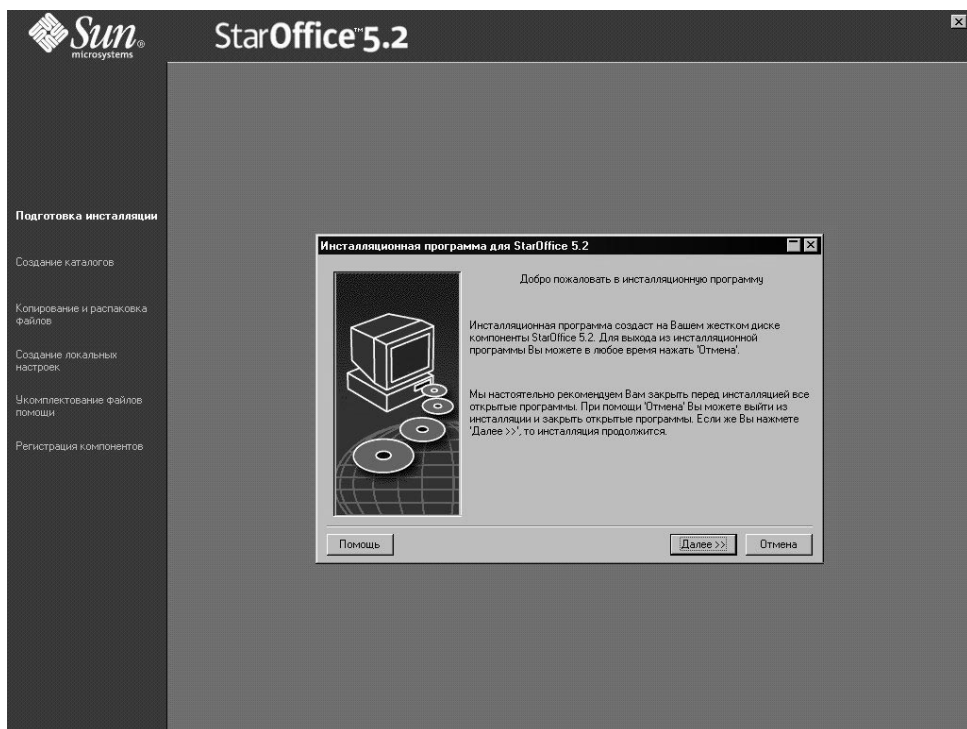 Sun®
microsystems
StarOffice™5.2
Подготовка инсталляции
Создание каталогов
Копирование и распаковка
файлов
Создание локальных
настроек
Укомплектование файлов
помощи
Регистрация компонентов
Инсталляционная программа для StarOffice 5.2
Добро пожаловать в инсталляционную программу
Инсталляционная программа создаст на Вашем жестком диске
компоненты StarOffice 5.2. Для выхода из инсталляционной
программы Вы можете в любое время нажать 'Отмена'.
Мы настоятельно рекомендуем Вам закрыть перед инсталляцией все
открытые программы. При помощи 'Отмена' Вы можете выйти из
инсталляции и закрыть открытые программы. Если же Вы нажмете
'Далее >>', то инсталляция продолжится.
Помощь
Далее >>
Отмена